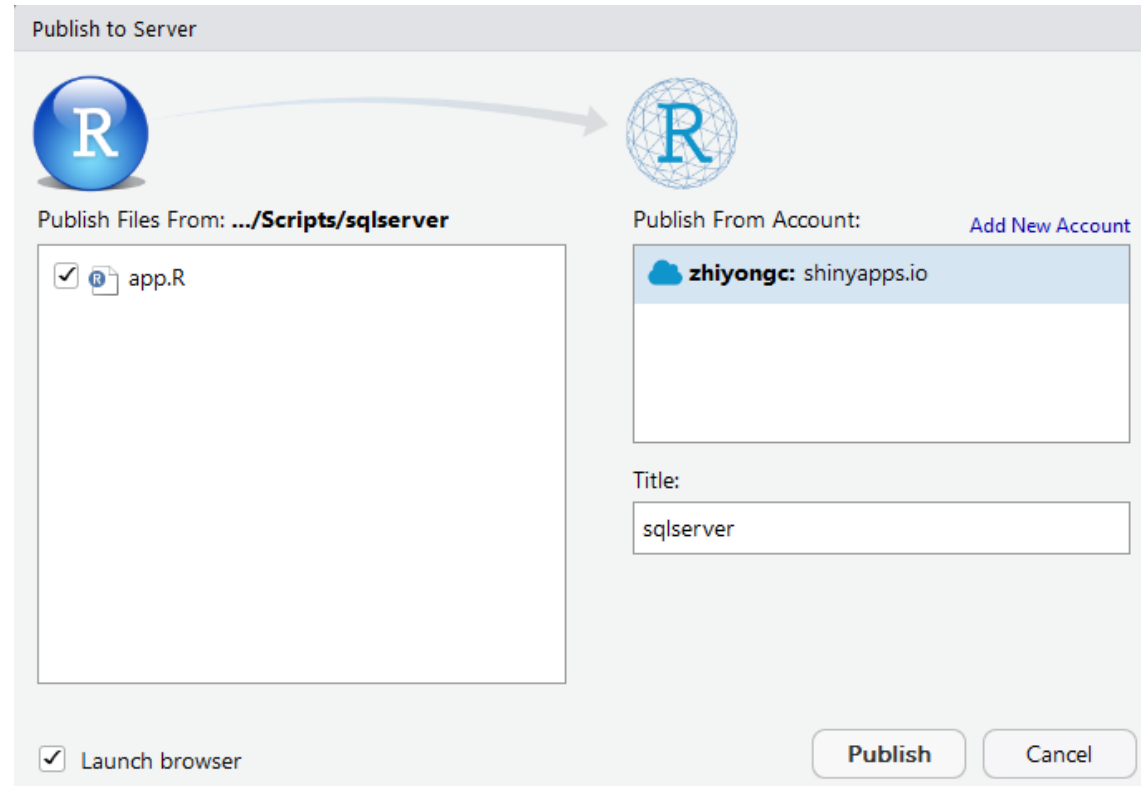 Publish to Server
R
R
Publish Files From: .../Scripts/sqlserver
R app.R
Publish From Account:
Add New Account
zhiyongc: shinyapps.io
Title:
sqlserver
Launch browser
Publish
Cancel